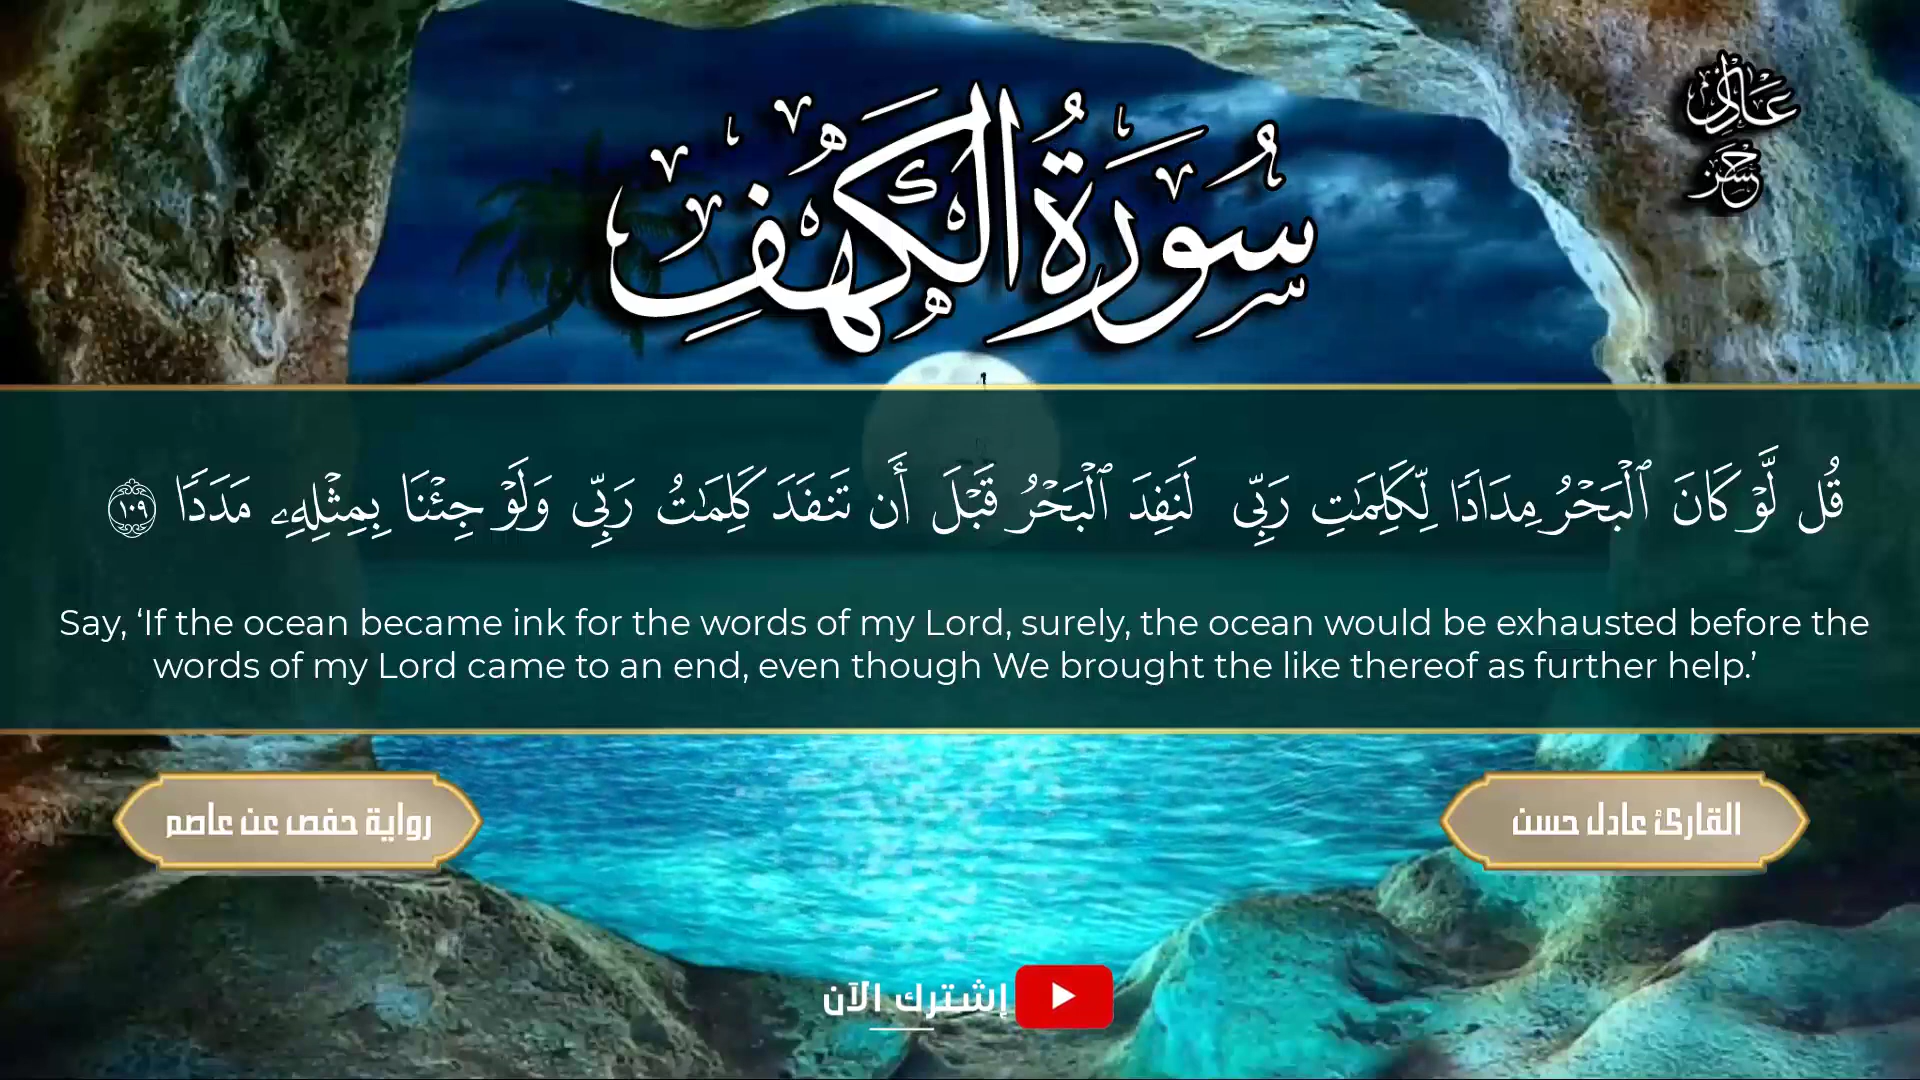 سُورَةُ الْكَهْفِ
عادل
حسن
قُل لَّوْ كَانَ ٱلْبَحْرُ مِدَادًا لِّكَلِمَٰتِ رَبِّى لَنَفِدَ ٱلْبَحْرُ قَبْلَ أَن تَنفَدَ كَلِمَٰتُ رَبِّى وَلَوْ جِئْنَا بِمِثْلِهِۦ مَدَدًا ١٠٩
Say, ‘If the ocean became ink for the words of my Lord, surely, the ocean would be exhausted before the
words of my Lord came to an end, even though We brought the like thereof as further help.’
القارئ عادل حسن
رواية حفص عن عاصم
إشترك الآن